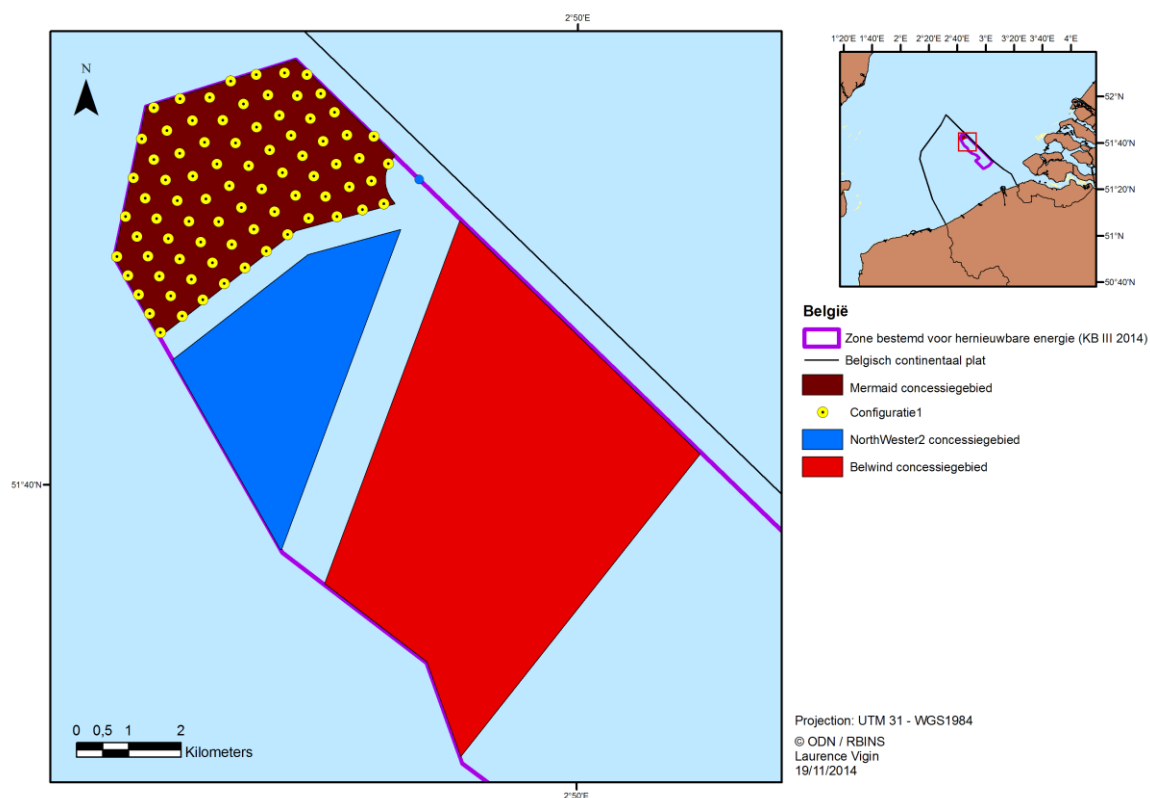 2°50'E
N
51°40'N
0 0,5 1 2
Kilometers
2°50'E
1°20'E 1°40'E 2°E 2°20'E 2°40'E 3°E 3°20'E 3°40'E 4°E
52°N
51°40'N
51°20'N
51°N
50°40'N
België
Zone bestemd voor hernieuwbare energie (KB III 2014)
Belgisch continentaal plat
Mermaid concessiegebied
Configuratie1
NorthWester2 concessiegebied
Belwind concessiegebied
Projection: UTM 31 - WGS1984
© ODN / RBINS
Laurence Vigin
19/11/2014